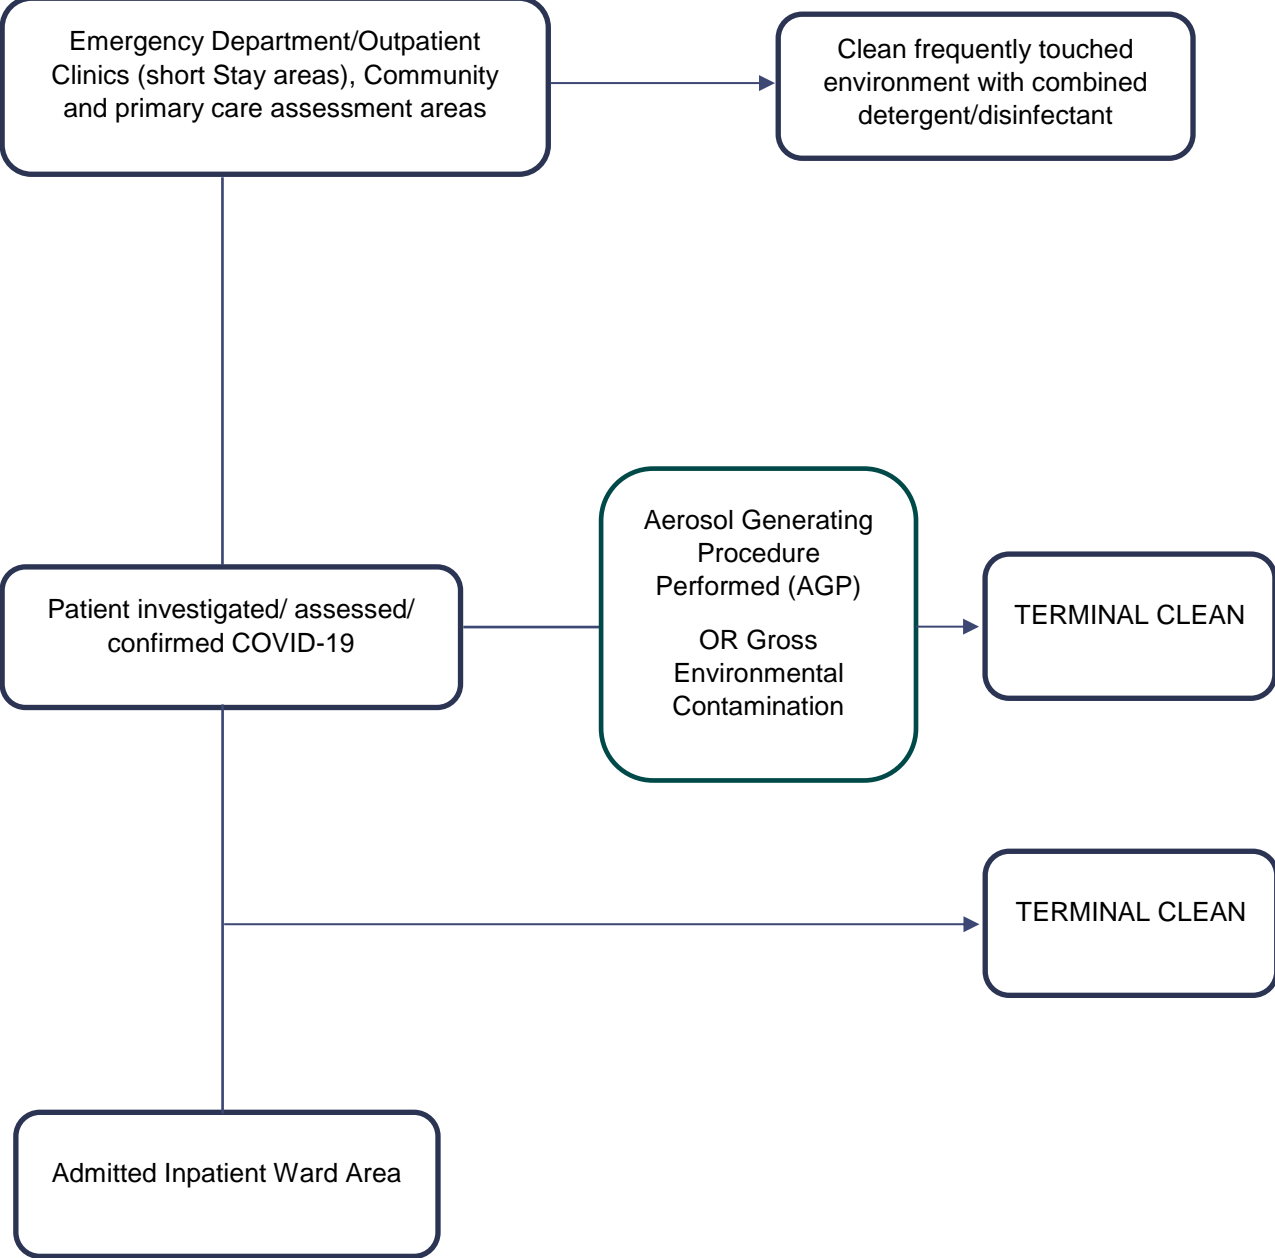 Emergency Department/Outpatient
Clinics (short Stay areas), Community
and primary care assessment areas
Clean frequently touched
environment with combined
detergent/disinfectant
Patient investigated/ assessed/
confirmed COVID-19
Aerosol Generating
Procedure
Performed (AGP)
OR Gross
Environmental
Contamination
TERMINAL CLEAN
TERMINAL CLEAN
Admitted Inpatient Ward Area